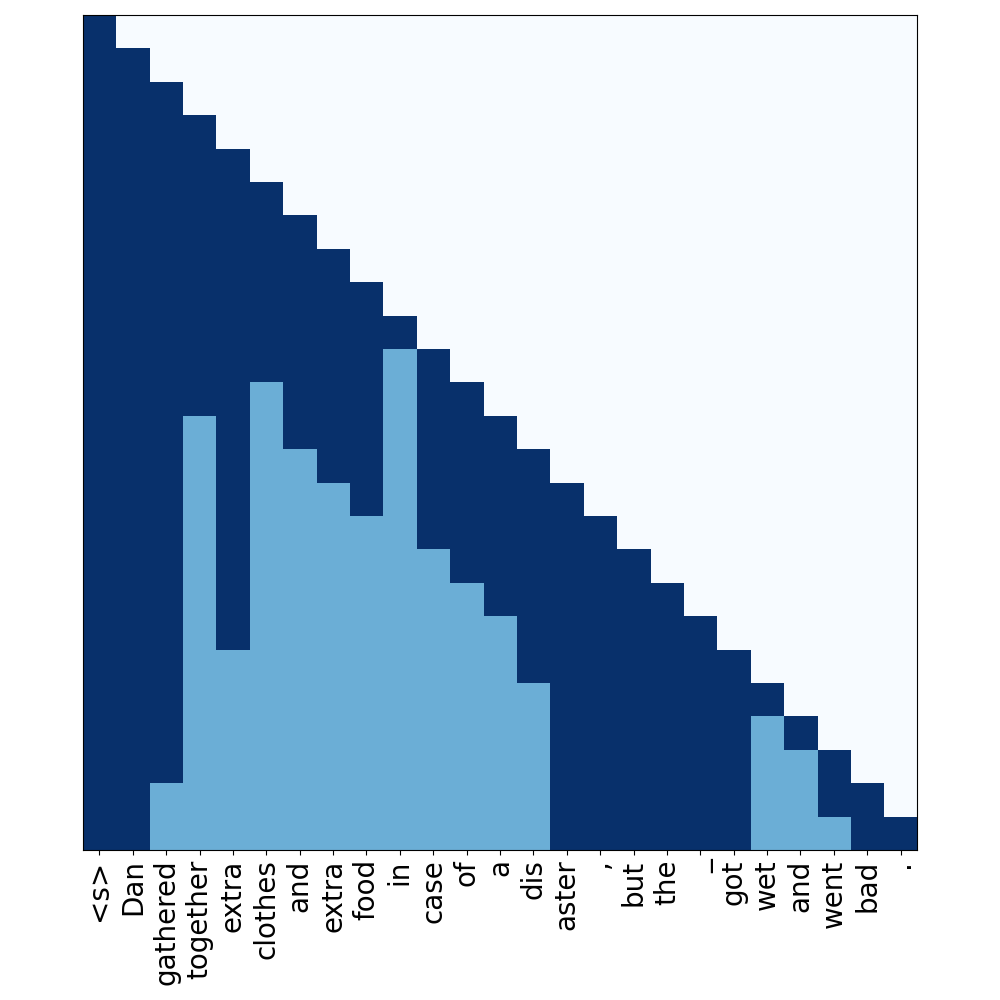 <s>
Dan
gathered
together
extra
clothes
and
extra
food
in
case
of
a
dis
aster
,
but
the
_
got
wet
and
went
bad
.